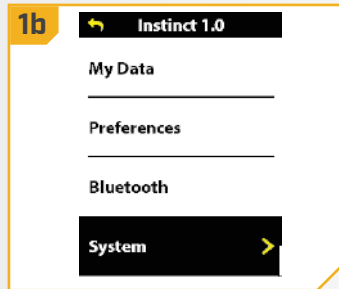 1b
Instinct 1.0
My Data
Preferences
Bluetooth
System